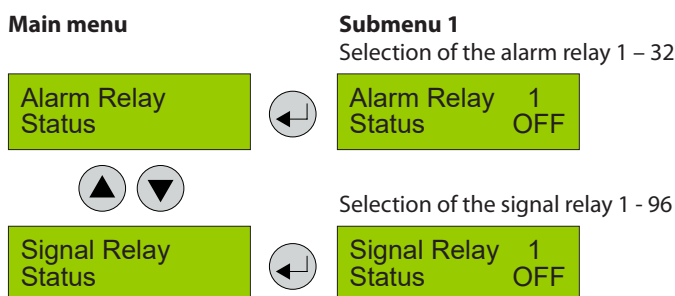 Main menu
Submenu 1
Selection of the alarm relay 1 – 32
Alarm Relay
Status
Alarm Relay 1
Status OFF
Selection of the signal relay 1 - 96
Signal Relay
Status
Signal Relay 1
Status OFF